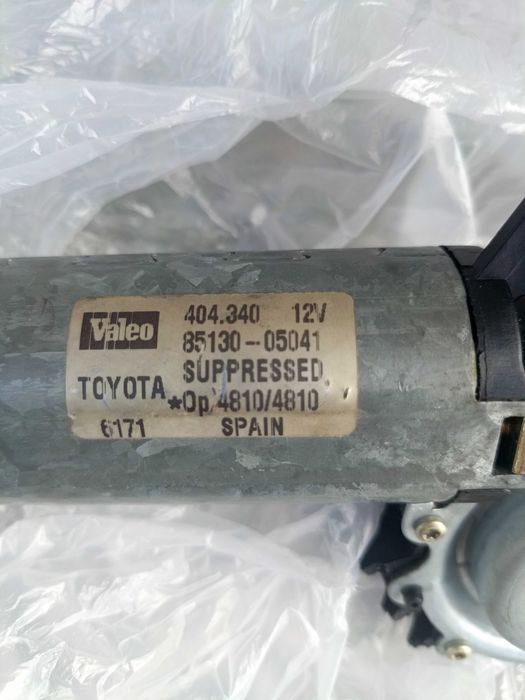 Valeo 404.340 12V
85130-05041
TOYOTA SUPPRESSED
*Op/4810/4810
6171 SPAIN